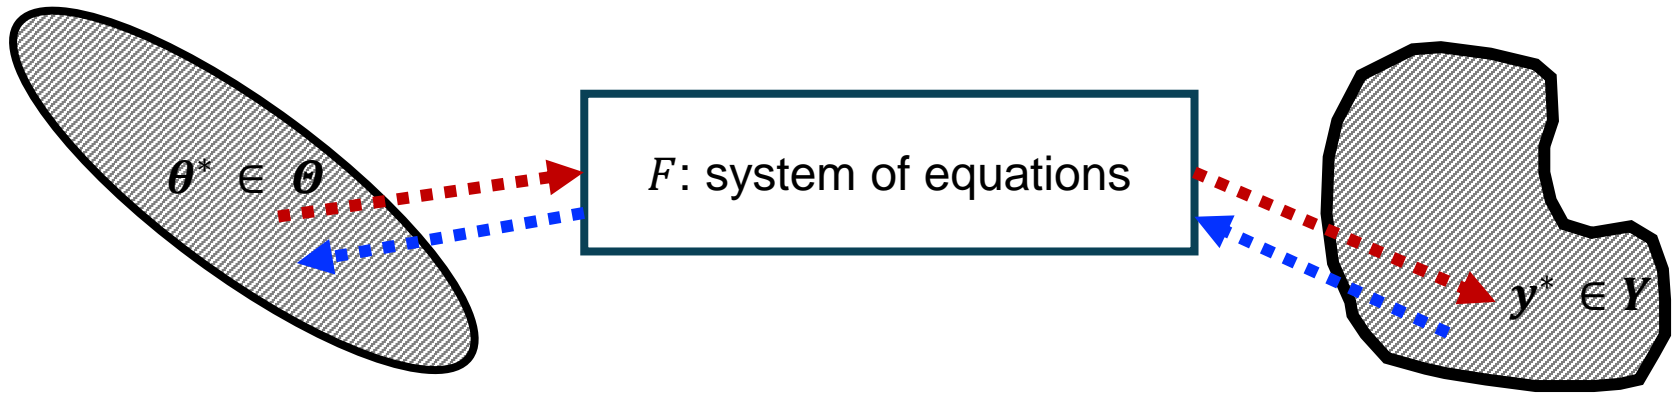 θ* ∈ Θ
F: system of equations
y* ∈ Y